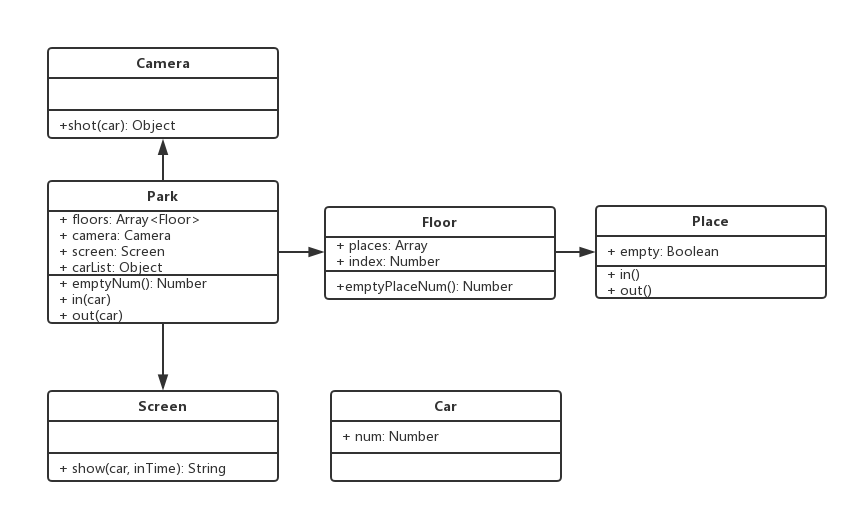 Camera
+shot(car): Object
Park
+ floors: Array<Floor>
+ camera: Camera
+ screen: Screen
+ carList: Object
+ emptyNum(): Number
+ in(car)
+ out(car)
Floor
+ places: Array
+ index: Number
+emptyPlaceNum(): Number
Place
+ empty: Boolean
+ in()
+ out()
Screen
+ show(car, inTime): String
Car
+ num: Number